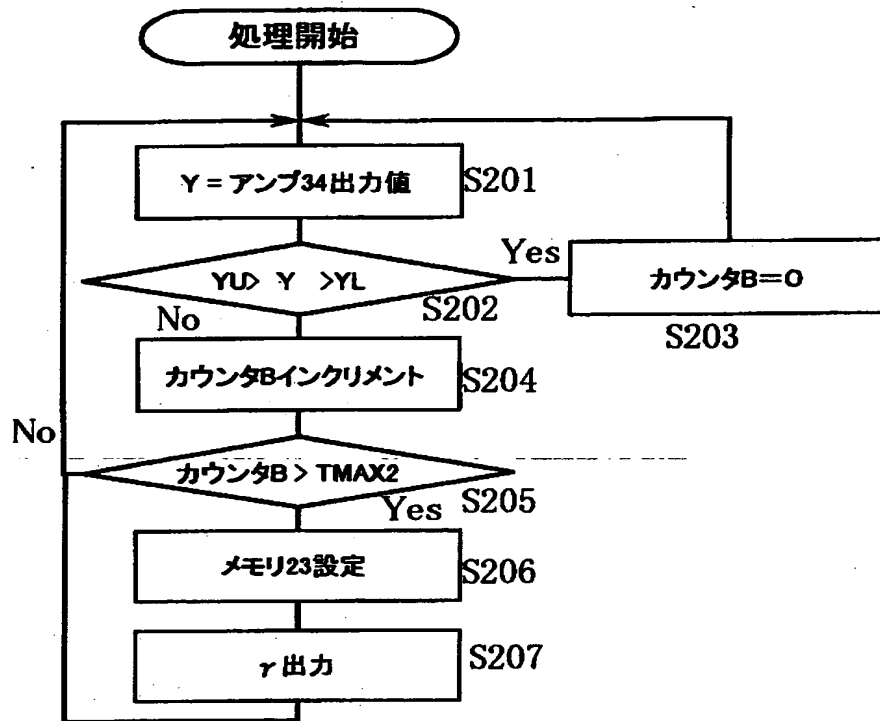 処理開始
Y = アンプ34出力値
S201
YU> Y >YL
Yes
S202
No
カウンタB=0
S203
カウンタBインクリメント
S204
No
カウンタB > TMAX2
S205
Yes
メモリ23設定
S206
γ出力
S207